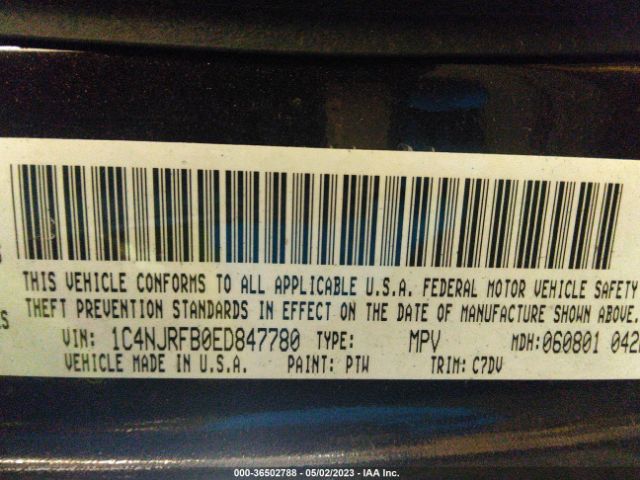 THIS VEHICLE CONFORMS TO ALL APPLICABLE U.S.A. FEDERAL MOTOR VEHICLE SAFETY
THEFT PREVENTION STANDARDS IN EFFECT ON THE DATE OF MANUFACTURE SHOWN ABOVE.
ES
VIN: 1C4NJRFB0ED847780 TYPE: MPV MDH:060801 042
VEHICLE MADE IN U.S.A. PAINT: PTW TRIM: C7DV
000-36502788 - 05/02/2023 - IAA Inc.